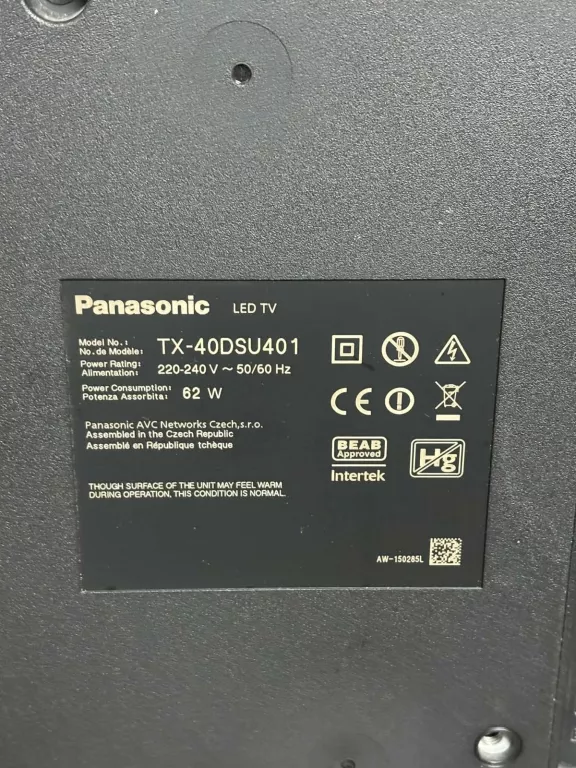 Panasonic LED TV
Model No.:
No. de Modèle: TX-40DSU401
Power Rating:
Alimentation: 220-240 V ~ 50/60 Hz
Power Consumption:
Potenza Assorbita: 62 W
Panasonic AVC Networks Czech,s.r.o.
Assembled in the Czech Republic
Assemblé en République tchèque
THOUGH SURFACE OF THE UNIT MAY FEEL WARM
DURING OPERATION, THIS CONDITION IS NORMAL.
CE
BEAB
Approved
Intertek
Hg
AW-150285L